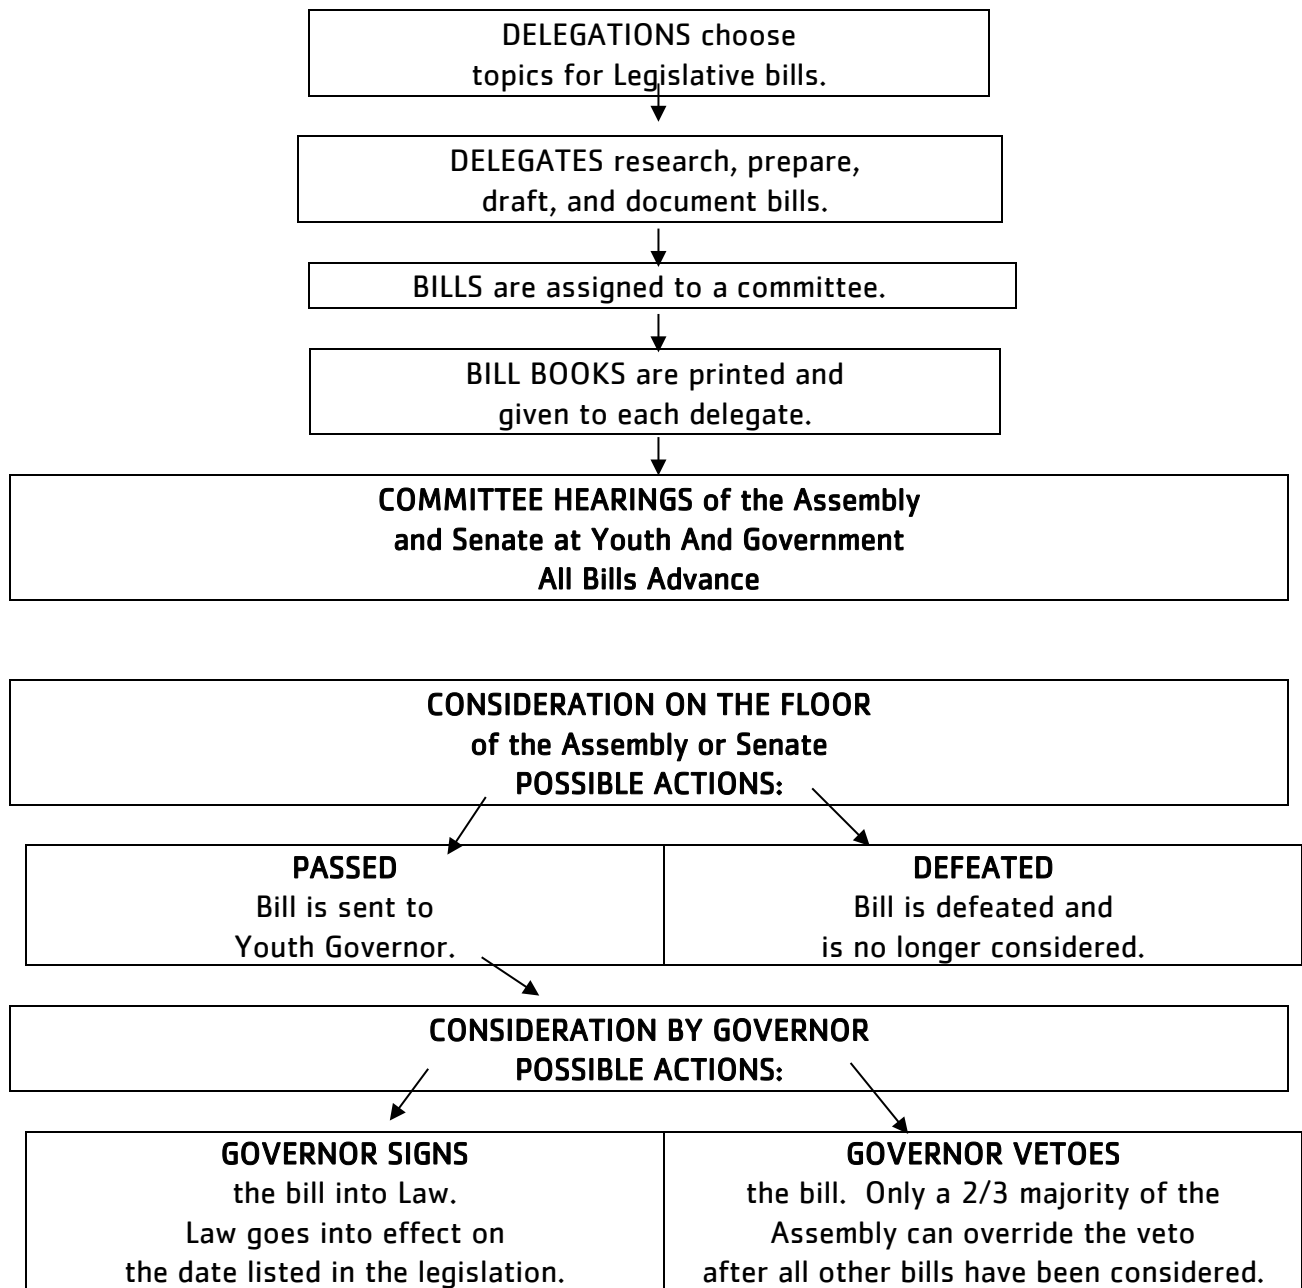 DELEGATIONS choose
topics for Legislative bills.
DELEGATES research, prepare,
draft, and document bills.
BILLS are assigned to a committee.
BILL BOOKS are printed and
given to each delegate.
COMMITTEE HEARINGS of the Assembly
and Senate at Youth And Government
All Bills Advance
CONSIDERATION ON THE FLOOR
of the Assembly or Senate
POSSIBLE ACTIONS:
PASSED
Bill is sent to
Youth Governor.
DEFEATED
Bill is defeated and
is no longer considered.
CONSIDERATION BY GOVERNOR
POSSIBLE ACTIONS:
GOVERNOR SIGNS
the bill into Law.
Law goes into effect on
the date listed in the legislation.
GOVERNOR VETOES
the bill.  Only a 2/3 majority of the
Assembly can override the veto
after all other bills have been considered.